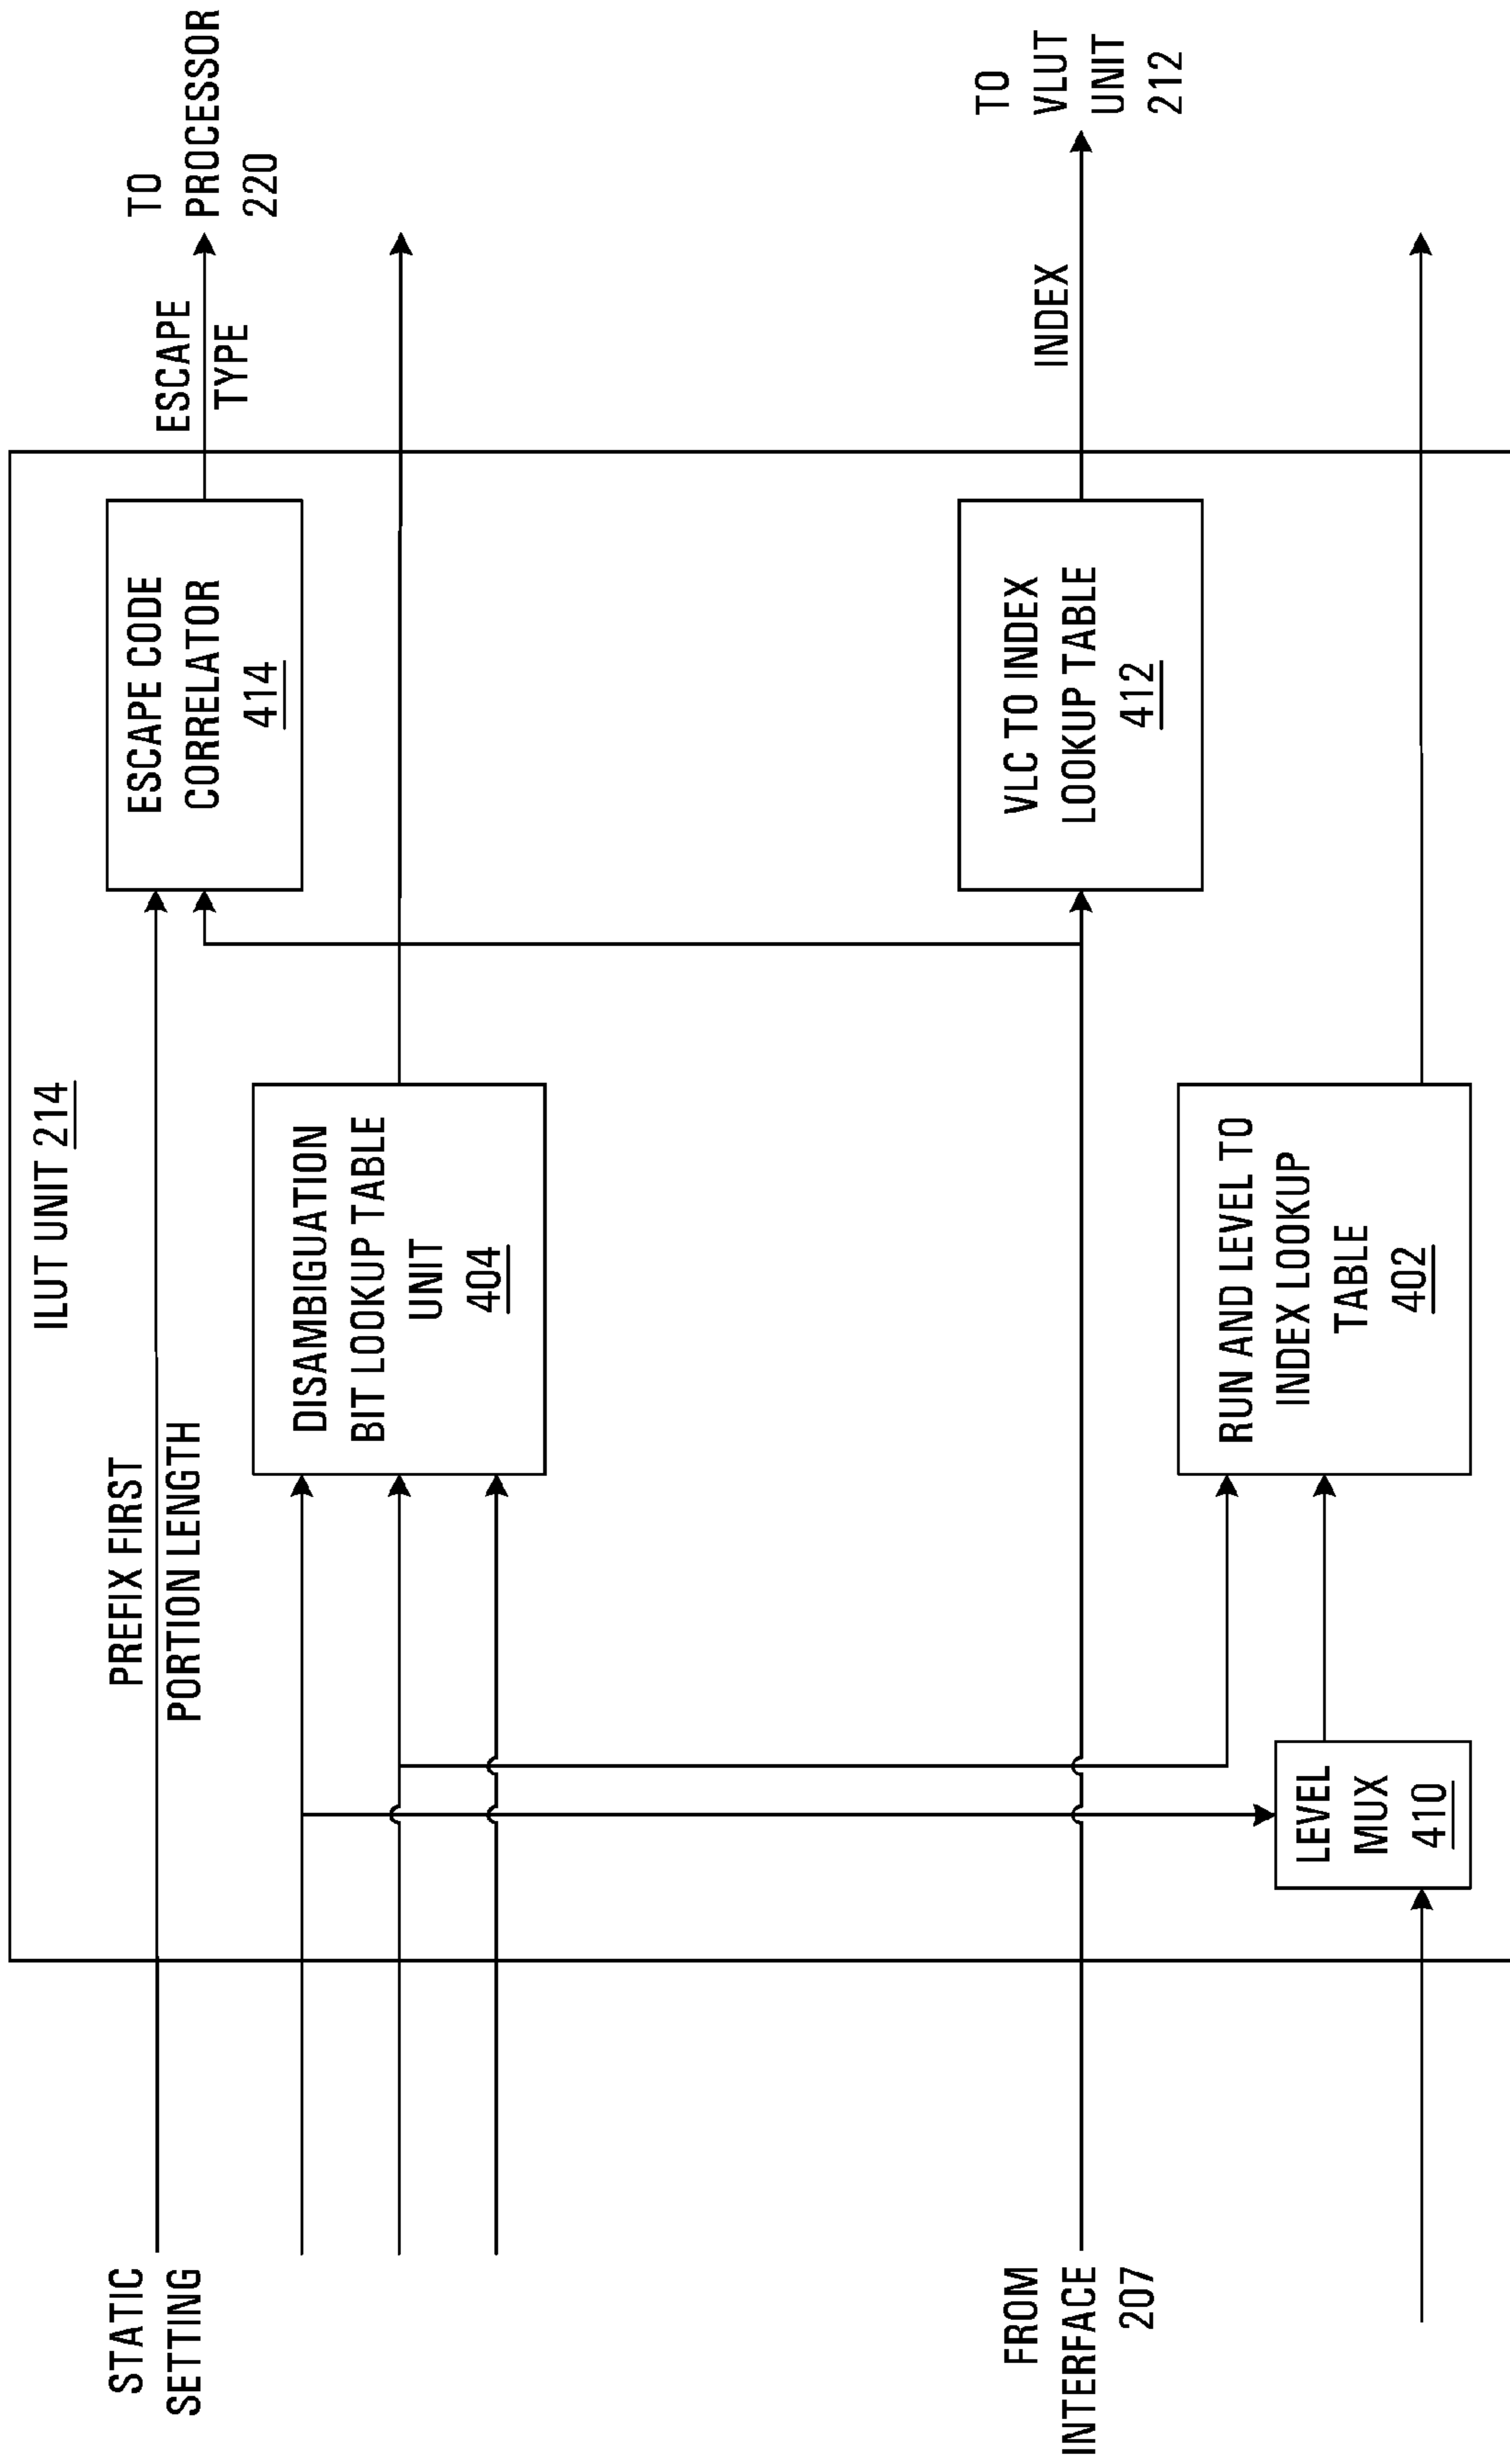 ILUT UNIT 214
STATIC
SETTING
PREFIX FIRST
PORTION LENGTH
ESCAPE CODE
CORRELATOR
414
ESCAPE
TYPE
TO
PROCESSOR
220
DISAMBIGUATION
BIT LOOKUP TABLE
UNIT
404
FROM
INTERFACE
207
VLC TO INDEX
LOOKUP TABLE
412
INDEX
TO
VLUT
UNIT
212
LEVEL
MUX
410
RUN AND LEVEL TO
INDEX LOOKUP
TABLE
402